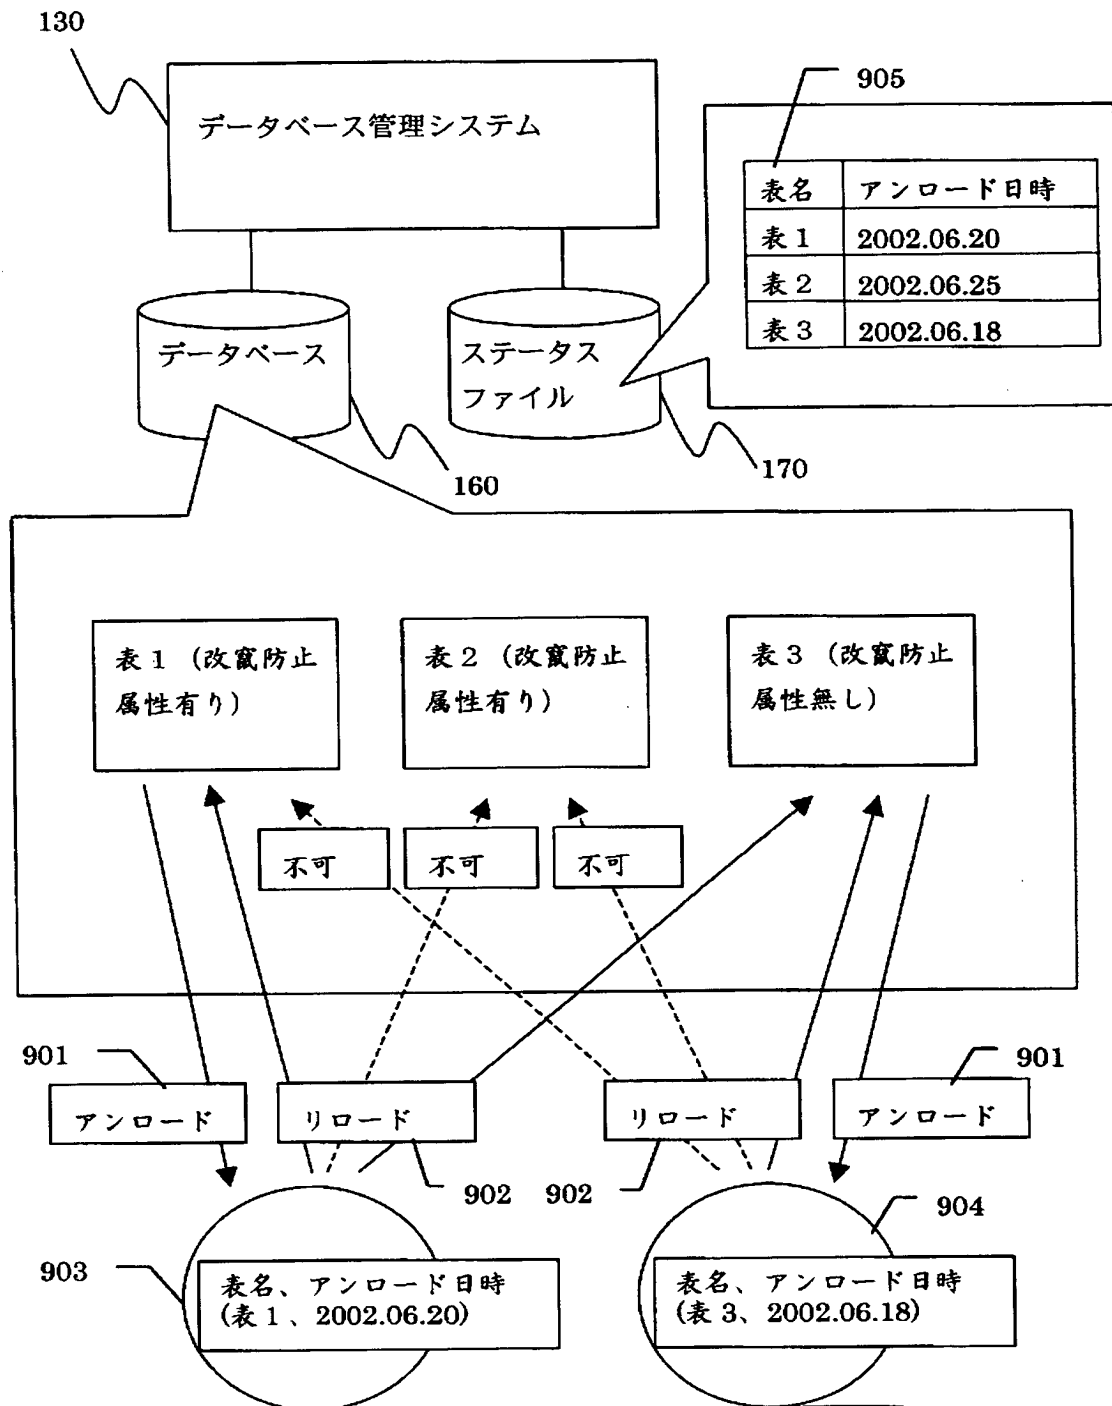 130
データベース管理システム
905
表名 アンロード日時
表1 2002.06.20
表2 2002.06.25
表3 2002.06.18
データベース
ステータス
ファイル
160
170
表1（改竄防止
属性有り）
表2（改竄防止
属性有り）
表3（改竄防止
属性無し）
不可
不可
不可
901
901
アンロード
リロード
リロード
アンロード
902
902
904
903
表名、アンロード日時
(表1、2002.06.20)
表名、アンロード日時
(表3、2002.06.18)